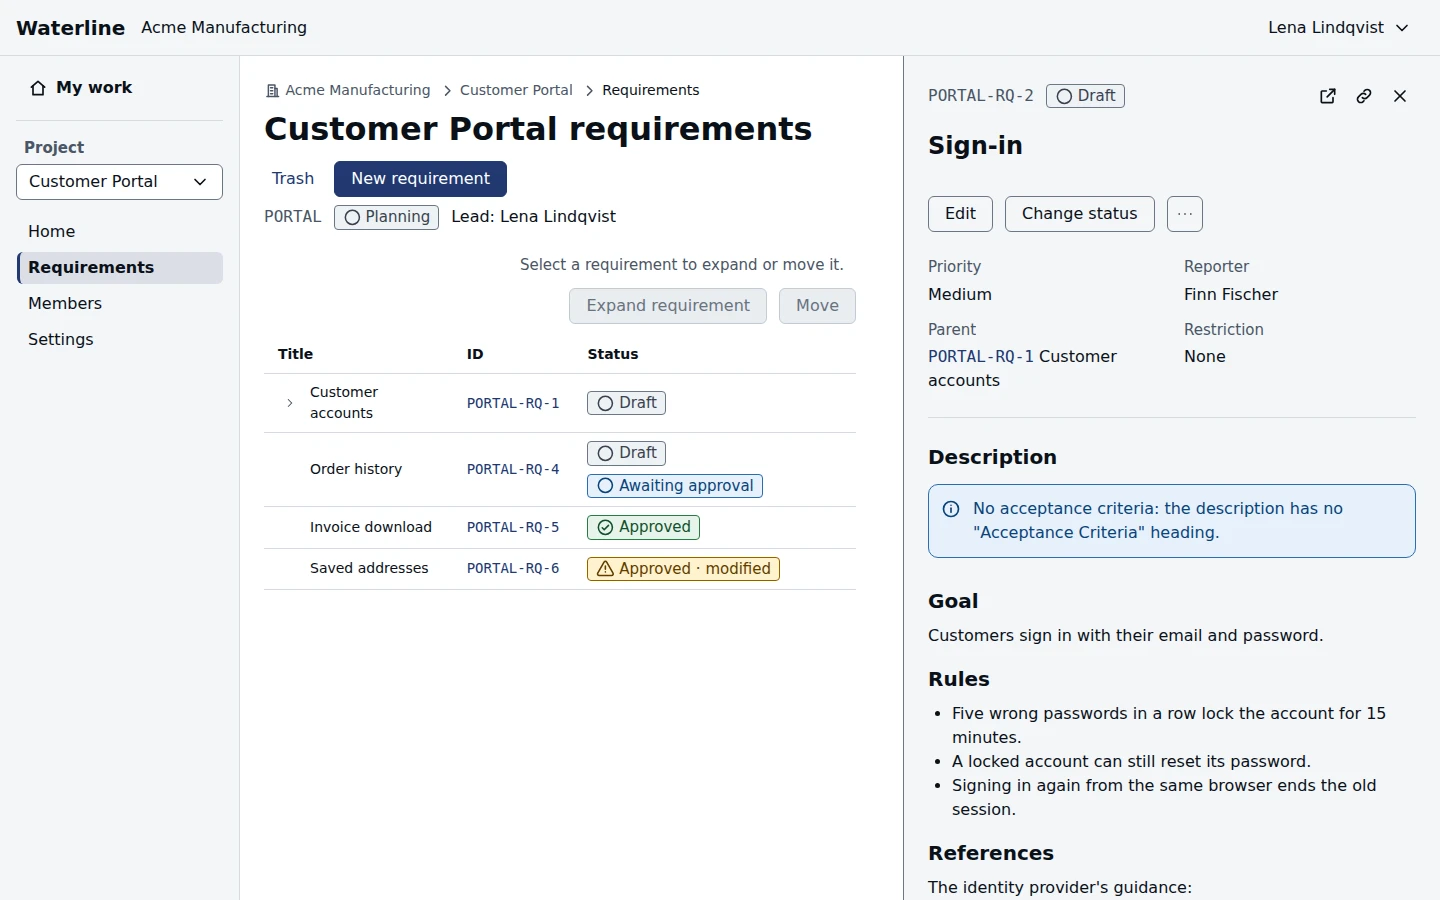 Waterline Acme Manufacturing
Lena Lindqvist
My work
Project
Customer Portal
Home
Requirements
Members
Settings
Acme Manufacturing > Customer Portal > Requirements
Customer Portal requirements
Trash
New requirement
PORTAL
Planning
Lead: Lena Lindqvist
Select a requirement to expand or move it.
Expand requirement
Move
Title ID Status
Customer
accounts
PORTAL-RQ-1
Draft
Order history
PORTAL-RQ-4
Draft
Awaiting approval
Invoice download
PORTAL-RQ-5
Approved
Saved addresses
PORTAL-RQ-6
Approved · modified
PORTAL-RQ-2
Draft
Sign-in
Edit
Change status
···
Priority
Medium
Reporter
Finn Fischer
Parent
PORTAL-RQ-1 Customer
accounts
Restriction
None
Description
No acceptance criteria: the description has no
"Acceptance Criteria" heading.
Goal
Customers sign in with their email and password.
Rules
• Five wrong passwords in a row lock the account for 15
minutes.
• A locked account can still reset its password.
• Signing in again from the same browser ends the old
session.
References
The identity provider's guidance: